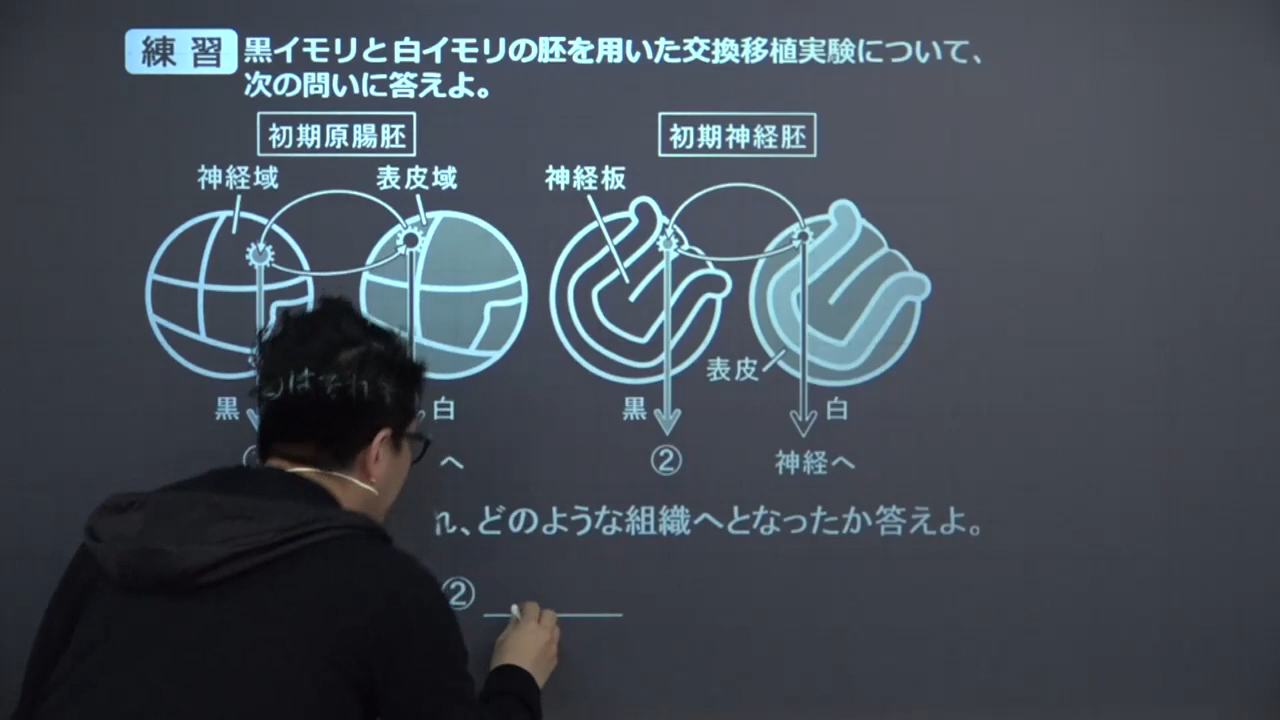 練習 黒イモリと白イモリの胚を用いた交換移植実験について、
次の問いに答えよ。
初期原腸胚 初期神経胚
神経域 表皮域 神経板
表皮
黒 白 黒 白
へ ② 神経へ
れ、どのような組織へとなったか答えよ。
②